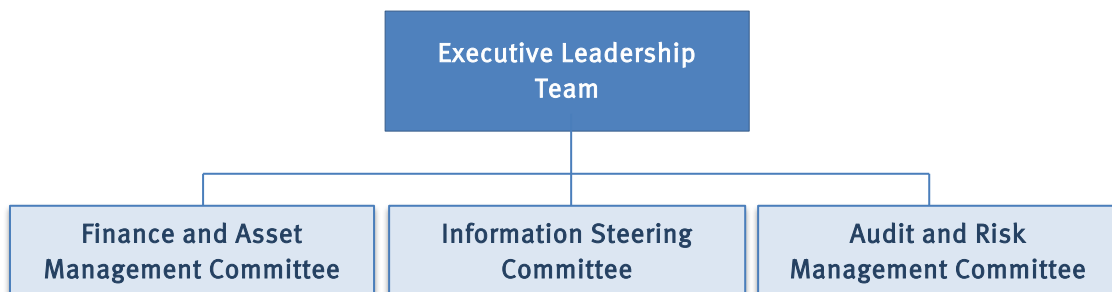 Executive Leadership
Team
Finance and Asset
Management Committee
Information Steering
Committee
Audit and Risk
Management Committee